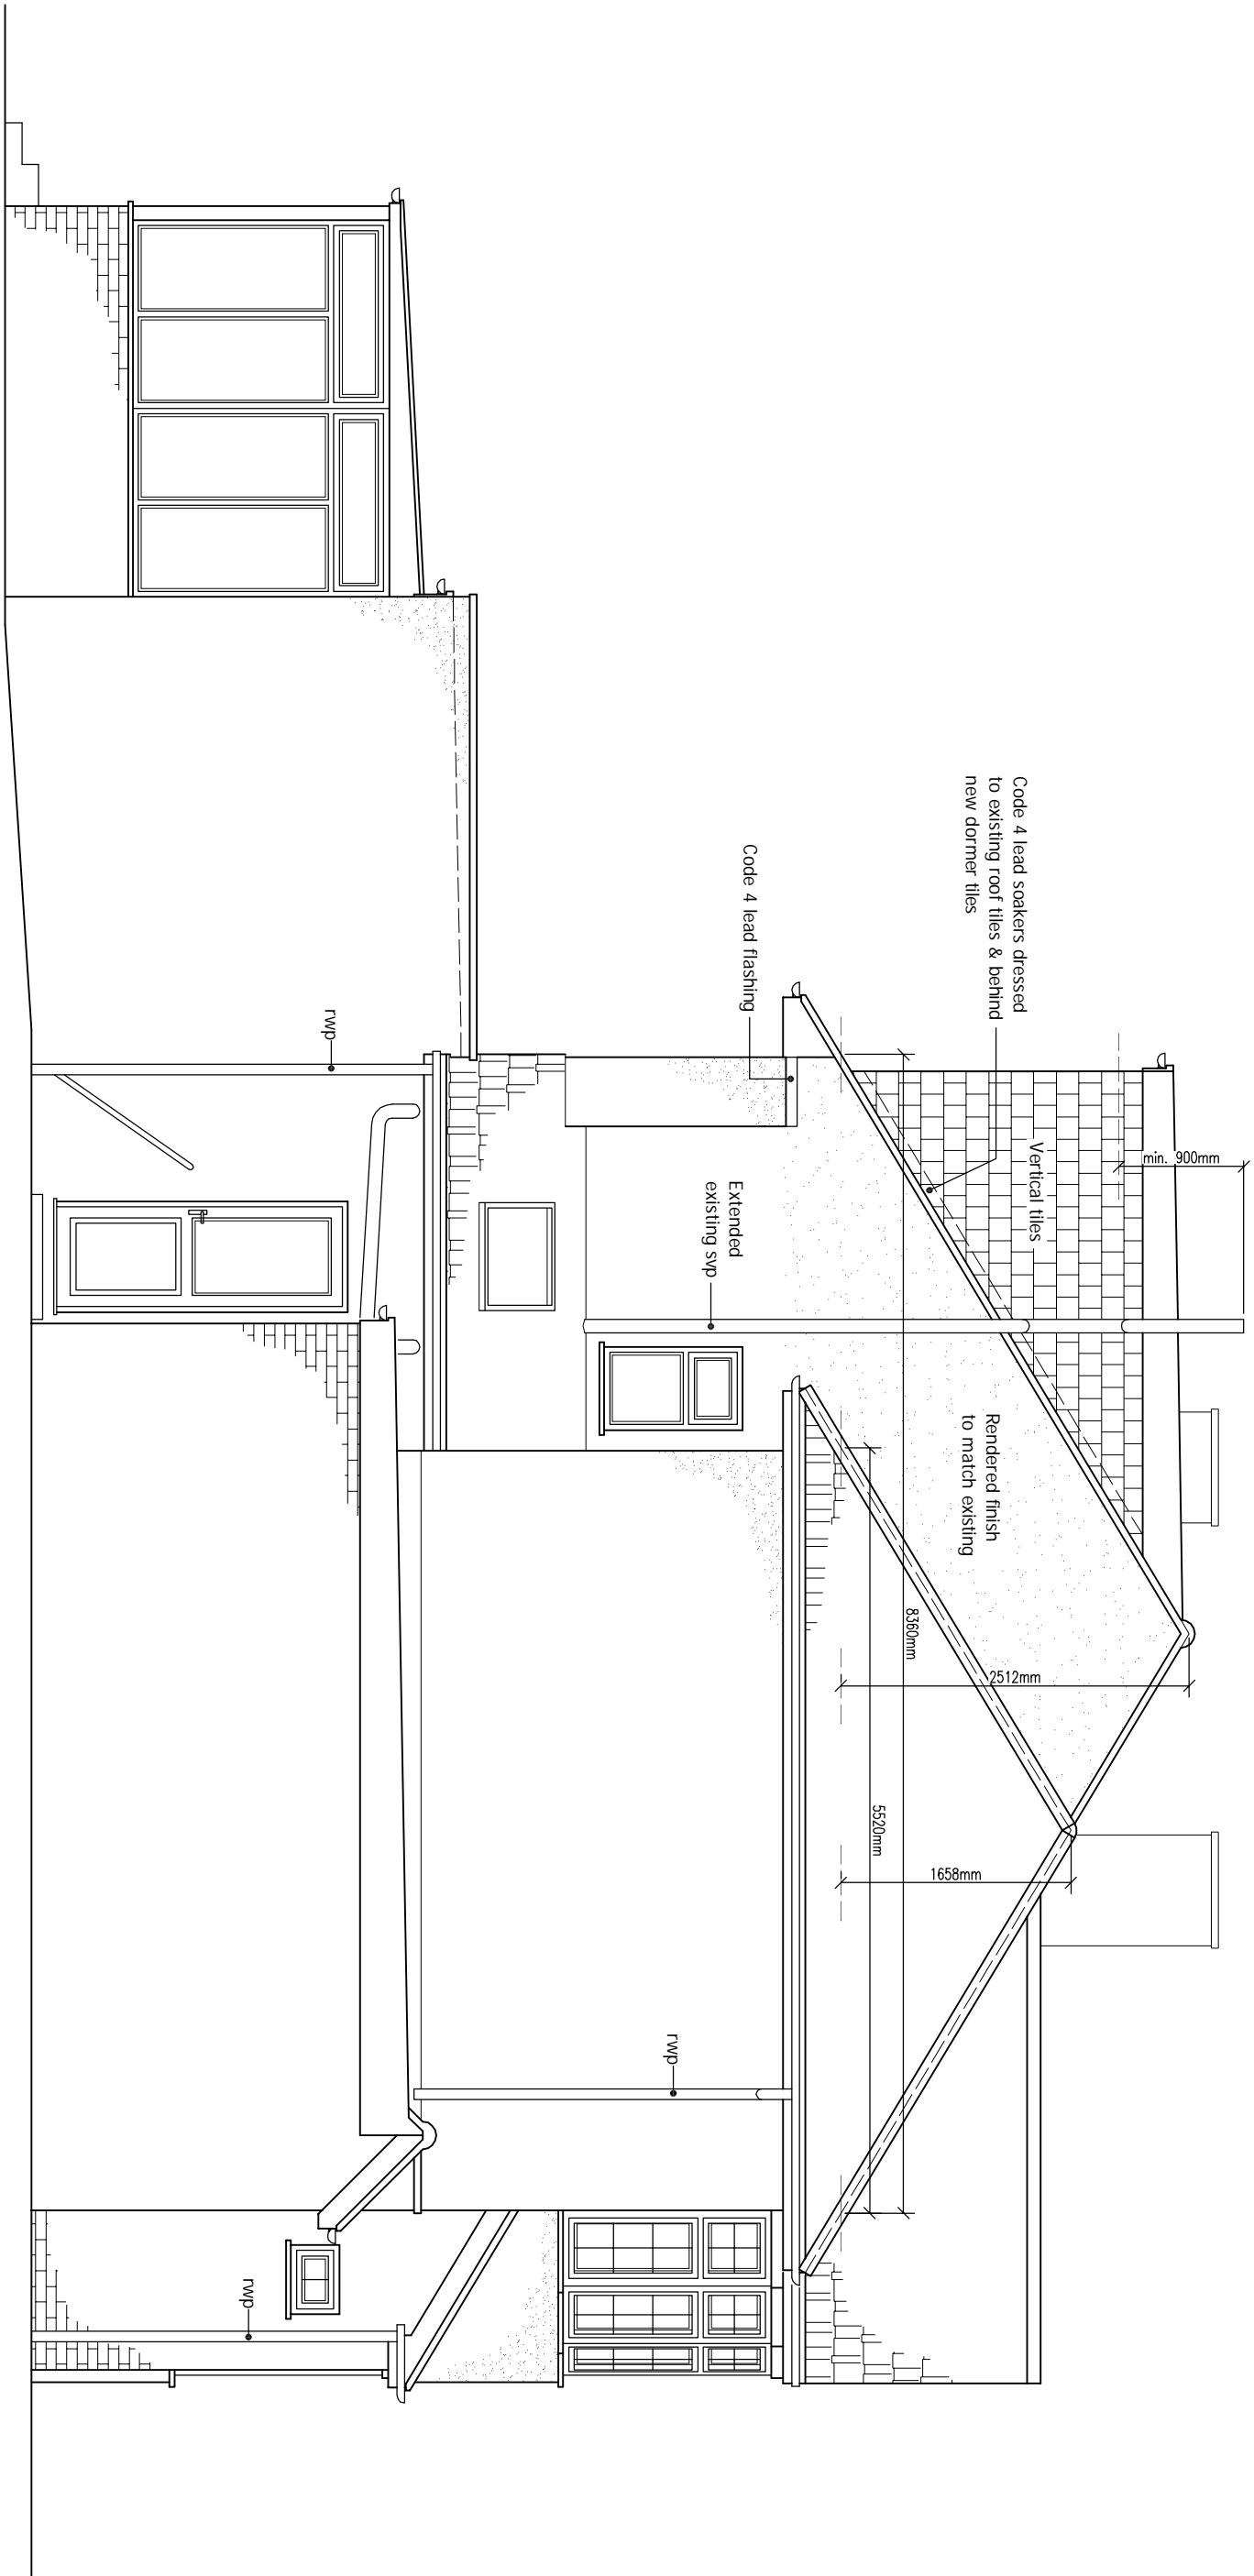 min. 900mm
Code 4 lead soakers dressed
to existing roof tiles & behind
new dormer tiles
Vertical tiles
Rendered finish
to match existing
2512mm
1658mm
8360mm
5520mm
Code 4 lead flashing
Extended
existing svp
rwp
rwp
rwp